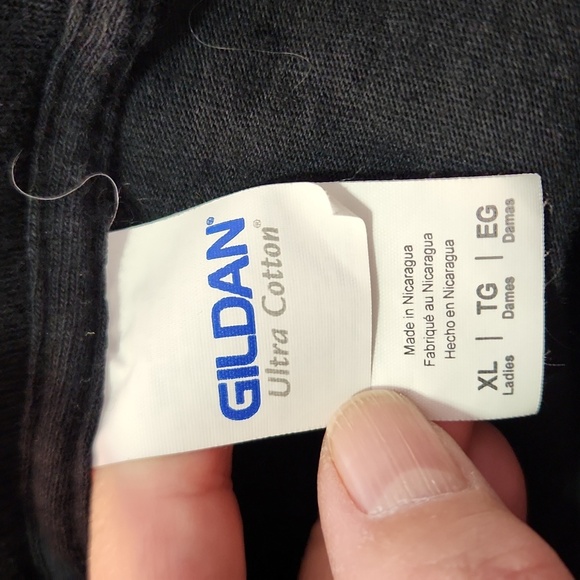 GILDAN®
Ultra Cotton®
Made in Nicaragua
Fabriqué au Nicaragua
Hecho en Nicaragua
XL | TG | EG
Ladies Dames Damas